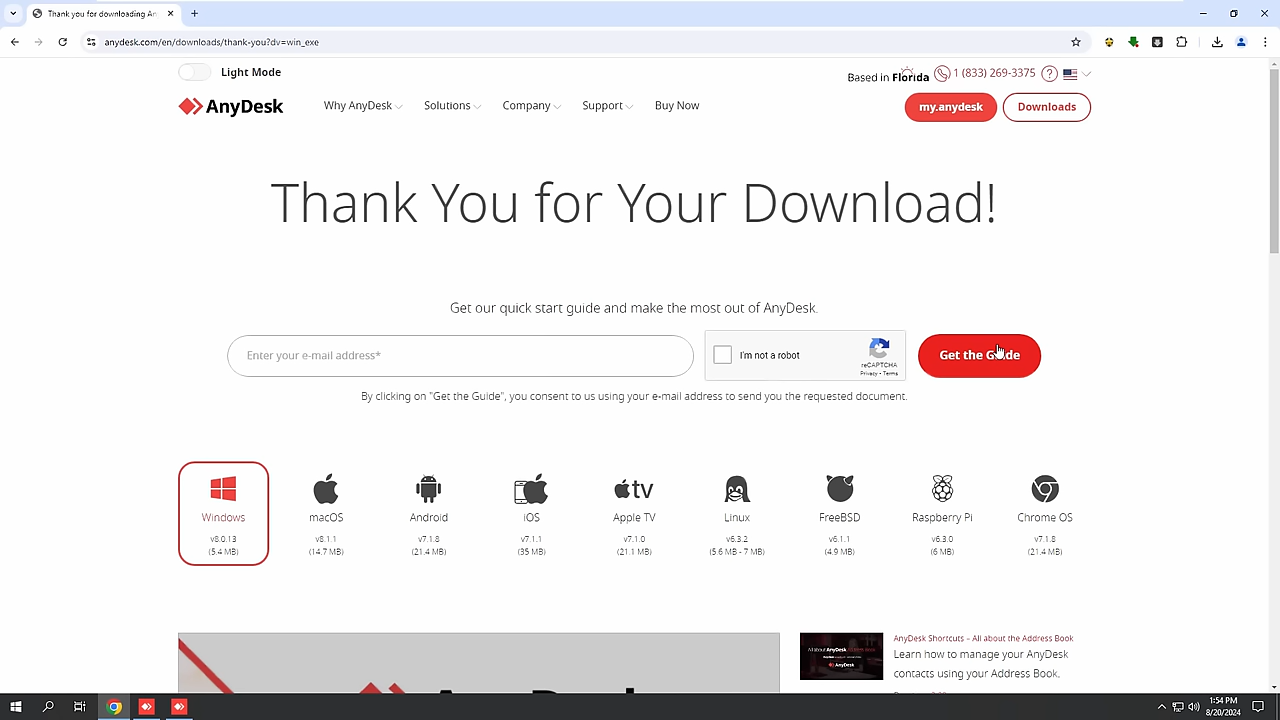 Thank you for downloading An
anydesk.com/en/downloads/thank-you?dv=win_exe
Light Mode
Based in Florida
1 (833) 269-3375
AnyDesk
Why AnyDesk
Solutions
Company
Support
Buy Now
my.anydesk
Downloads
Thank You for Your Download!
Get our quick start guide and make the most out of AnyDesk.
Enter your e-mail address*
I'm not a robot
reCAPTCHA
Privacy • Terms
Get the Guide
By clicking on "Get the Guide", you consent to us using your e-mail address to send you the requested document.
Windows
v8.0.13
(5.4 MB)
macOS
v8.1.1
(14.7 MB)
Android
v7.1.8
(21.4 MB)
iOS
v7.1.1
(35 MB)
tv
Apple TV
v7.1.0
(21.1 MB)
Linux
v6.3.2
(5.6 MB - 7 MB)
FreeBSD
v6.1.1
(4.9 MB)
Raspberry Pi
v6.3.0
(6 MB)
Chrome OS
v7.1.8
(21.4 MB)
AnyDesk
AnyDesk Shortcuts – All about the Address Book
Learn how to manage your AnyDesk
contacts using your Address Book.
1:54 PM
8/20/2024